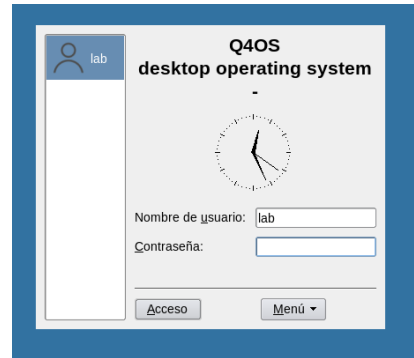 lab
Q4OS
desktop operating system
-
Nombre de usuario: lab
Contraseña:
Acceso Menú